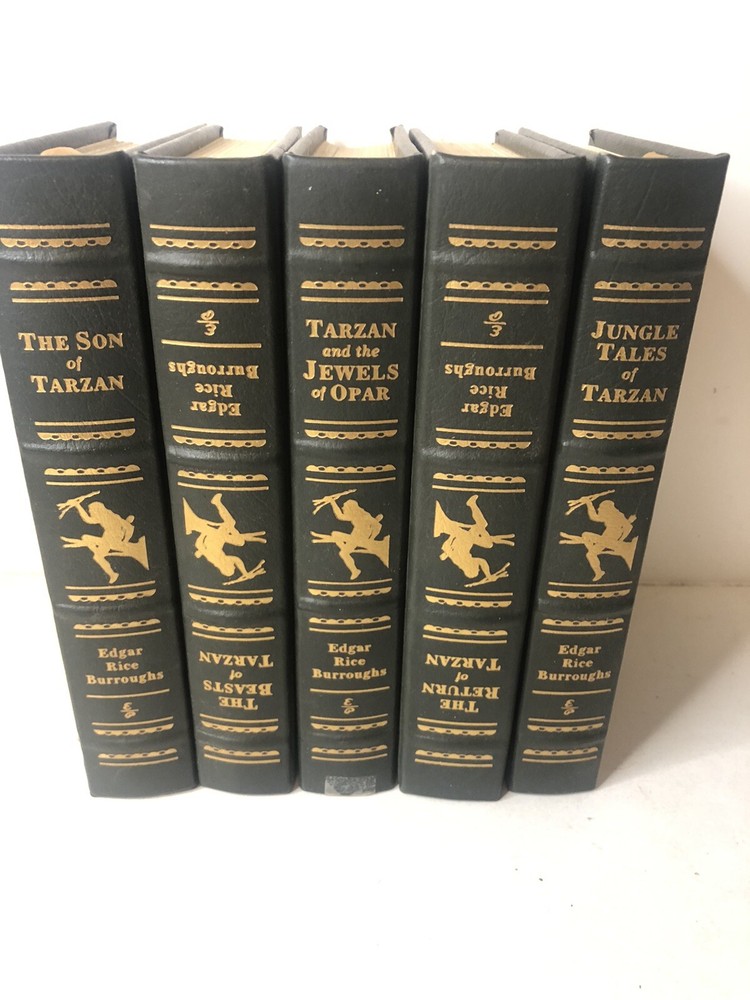 THE SON
of
TARZAN
Edgar
Rice
Burroughs
THE
BEASTS
of
TARZAN
Edgar
Rice
Burroughs
TARZAN
and the
JEWELS
of OPAR
Edgar
Rice
Burroughs
THE
RETURN
of
TARZAN
Edgar
Rice
Burroughs
JUNGLE
TALES
of
TARZAN
Edgar
Rice
Burroughs